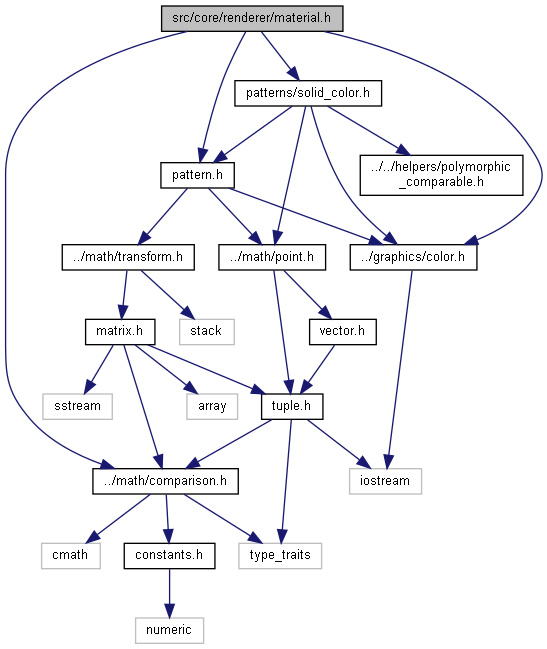 src/core/renderer/material.h
patterns/solid_color.h
../../helpers/polymorphic
_comparable.h
pattern.h
../math/transform.h
../math/point.h
../graphics/color.h
matrix.h
stack
vector.h
sstream
array
tuple.h
../math/comparison.h
iostream
cmath
constants.h
type_traits
numeric